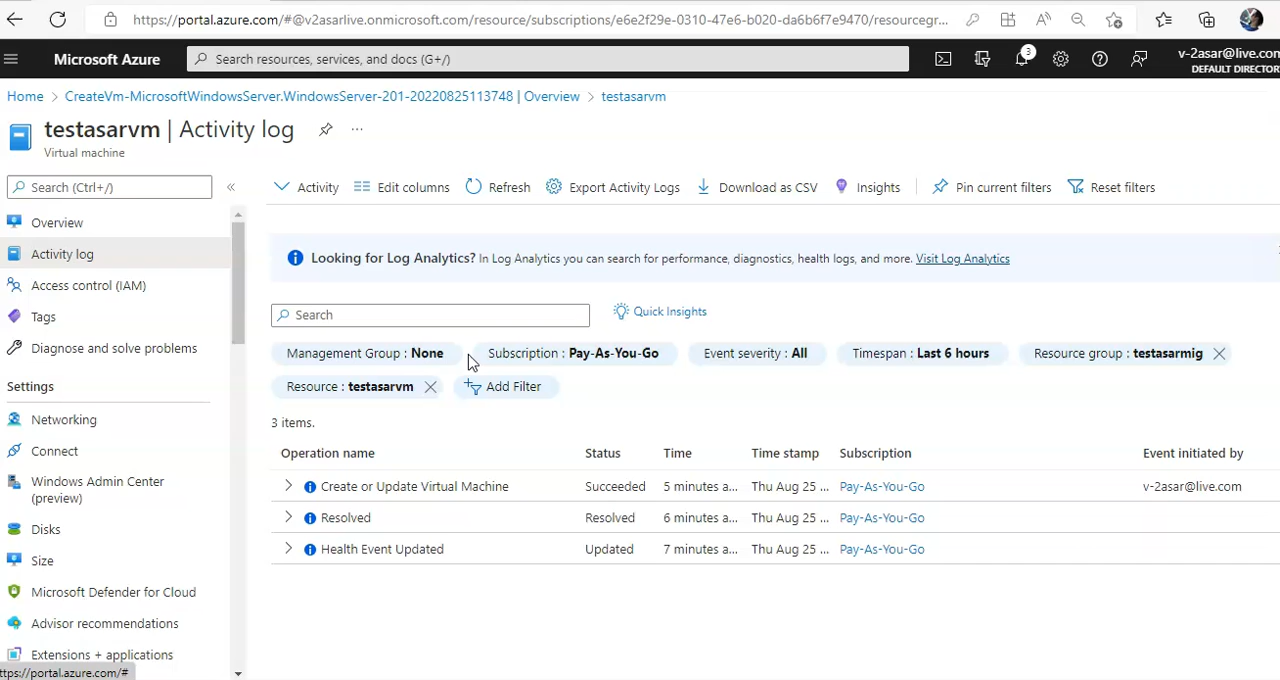 https://portal.azure.com/#@v2asarlive.onmicrosoft.com/resource/subscriptions/e6e2f29e-0310-47e6-b020-da6b6f7e9470/resourcegr...
Microsoft Azure
Search resources, services, and docs (G+/)
3
v-2asar@live.com
DEFAULT DIRECTOR
Home > CreateVm-MicrosoftWindowsServer.WindowsServer-201-20220825113748 | Overview > testasarvm
testasarvm | Activity log
...
Virtual machine
Search (Ctrl+/)
«
Activity Edit columns Refresh Export Activity Logs Download as CSV Insights Pin current filters Reset filters
Overview
Activity log
Access control (IAM)
Tags
Diagnose and solve problems
Settings
Networking
Connect
Windows Admin Center
(preview)
Disks
Size
Microsoft Defender for Cloud
Advisor recommendations
Extensions + applications
ttps://portal.azure.com/#
Looking for Log Analytics? In Log Analytics you can search for performance, diagnostics, health logs, and more. Visit Log Analytics
Search
Quick Insights
Management Group : None Subscription : Pay-As-You-Go Event severity : All Timespan : Last 6 hours Resource group : testasarmig
Resource : testasarvm Add Filter
3 items.
Operation name Status Time Time stamp Subscription Event initiated by
Create or Update Virtual Machine Succeeded 5 minutes a... Thu Aug 25 ... Pay-As-You-Go v-2asar@live.com
Resolved Resolved 6 minutes a... Thu Aug 25 ... Pay-As-You-Go
Health Event Updated Updated 7 minutes a... Thu Aug 25 ... Pay-As-You-Go